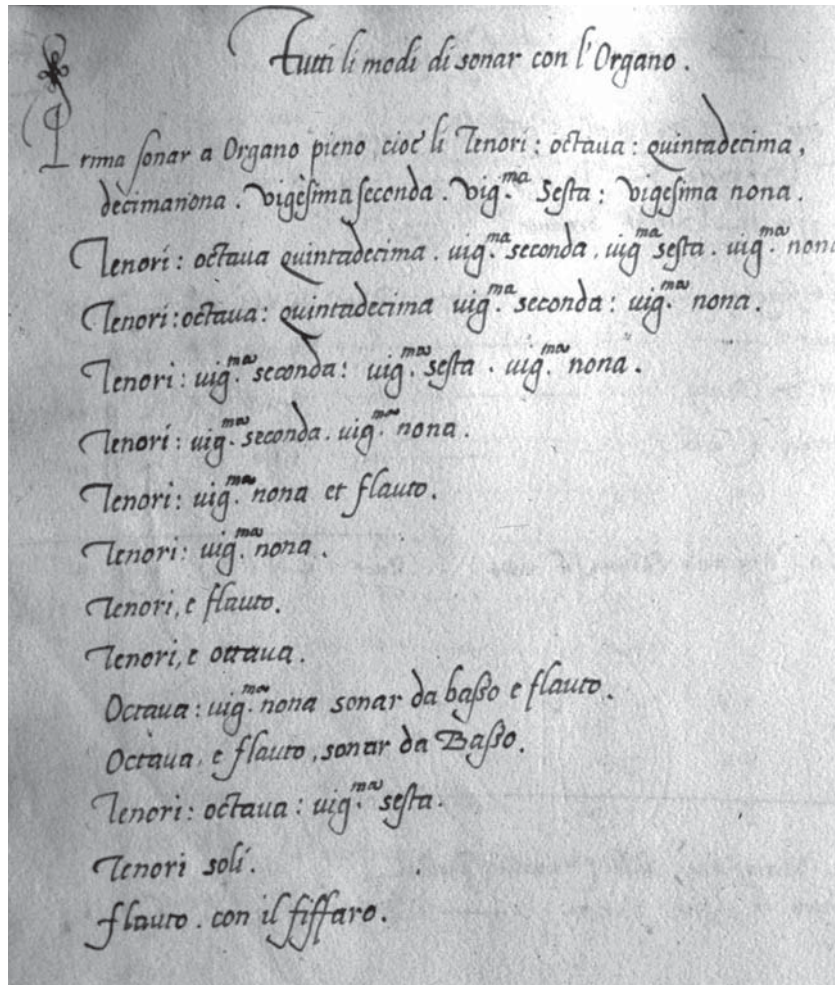 Tutti li modi di sonar con l'Organo.
Prima sonar a Organo pieno, cioe li Tenori: octaua: quintadecima,
decimanona. vigesima seconda. vig.ma Sesta: vigesima nona.
Tenori: octaua quintadecima. uig.ma seconda. uig.ma sesta. uig.ma nona
Tenori: octaua: quintadecima uig.ma seconda: uig.ma nona.
Tenori: uig.ma seconda: uig.ma sesta. uig.ma nona.
Tenori: uig.ma seconda. uig.ma nona.
Tenori: uig.ma nona et flauto.
Tenori: uig.ma nona.
Tenori, e flauto.
Tenori, e ottaua.
Octaua: uig.ma nona sonar da basso e flauto.
Octaua, e flauto, sonar da Basso.
Tenori: octaua: uig.ma sesta.
Tenori soli.
flauto. con il fiffaro.